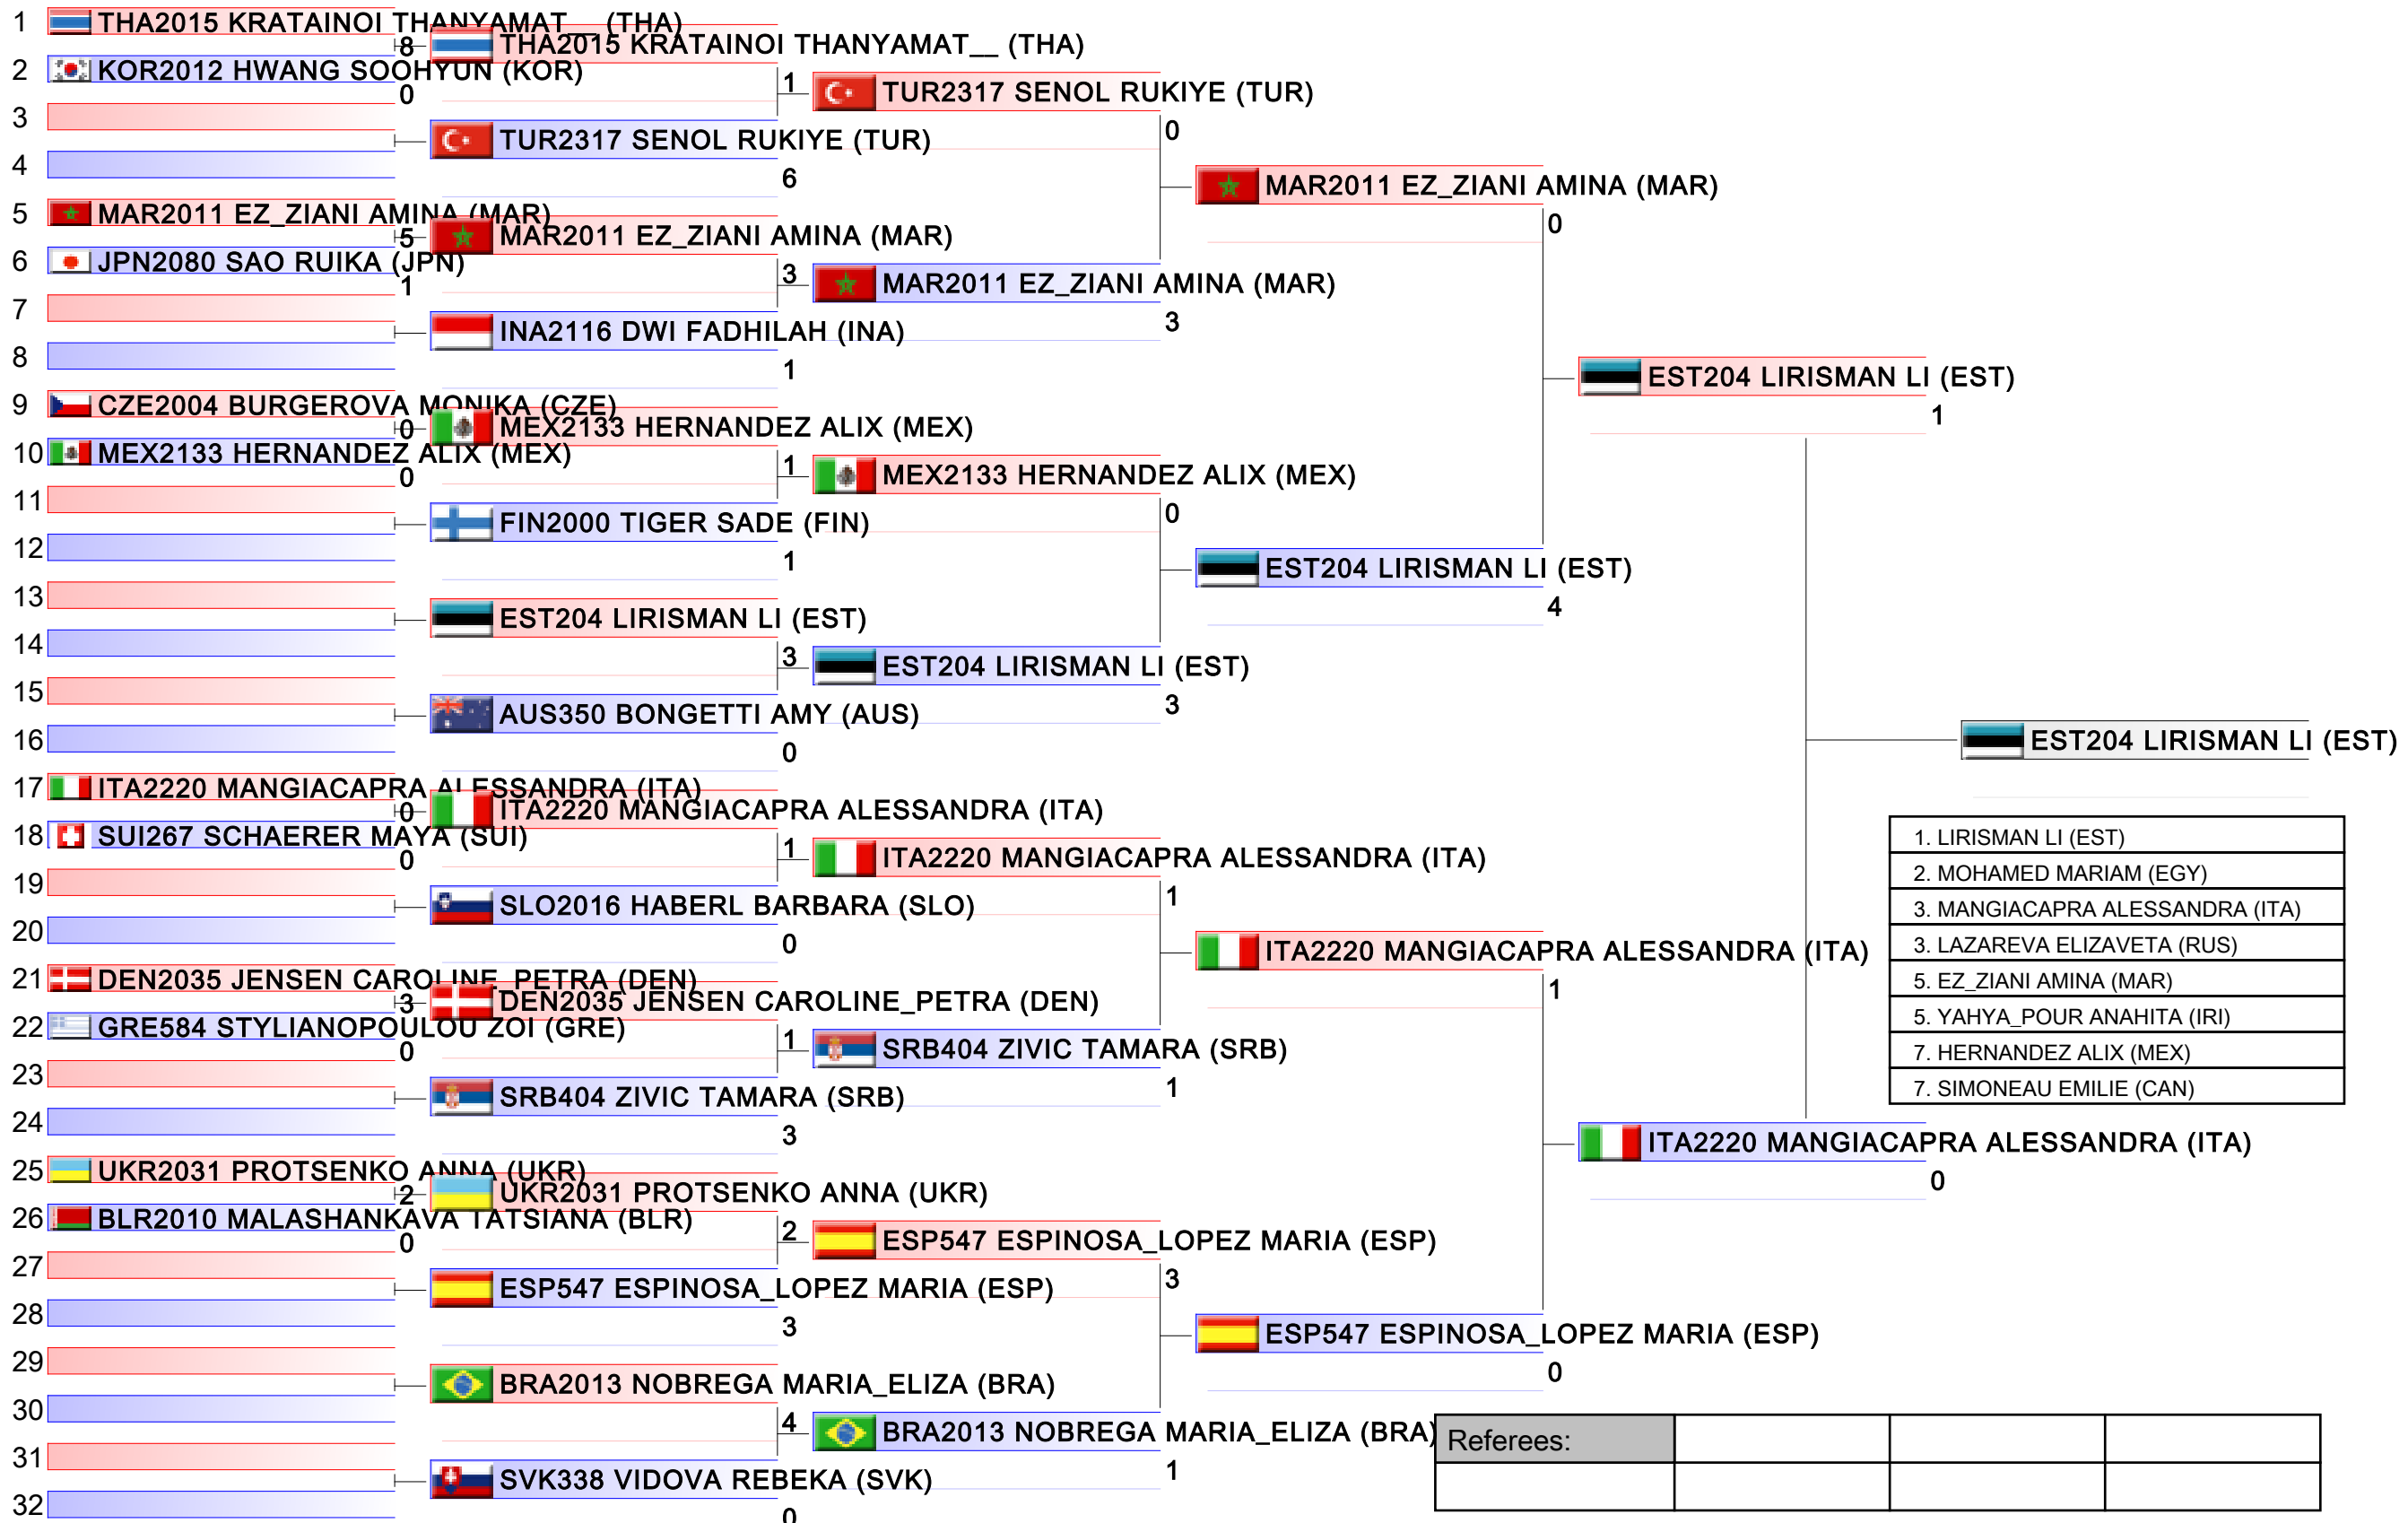 1 THA2015 KRATAINOI THANYAMAT__ (THA)
8
2 KOR2012 HWANG SOOHYUN (KOR)
0
3
4
5 MAR2011 EZ_ZIANI AMINA (MAR)
5
6 JPN2080 SAO RUIKA (JPN)
1
7
8
9 CZE2004 BURGEROVA MONIKA (CZE)
0
10 MEX2133 HERNANDEZ ALIX (MEX)
0
11
12
13
14
15
16
17 ITA2220 MANGIACAPRA ALESSANDRA (ITA)
0
18 SUI267 SCHAERER MAYA (SUI)
0
19
20
21 DEN2035 JENSEN CAROLINE_PETRA (DEN)
3
22 GRE584 STYLIANOPOULOU ZOI (GRE)
0
23
24
25 UKR2031 PROTSENKO ANNA (UKR)
2
26 BLR2010 MALASHANKAVA TATSIANA (BLR)
0
27
28
29
30
31
32
THA2015 KRATAINOI THANYAMAT__ (THA)
1
TUR2317 SENOL RUKIYE (TUR)
6
MAR2011 EZ_ZIANI AMINA (MAR)
3
INA2116 DWI FADHILAH (INA)
1
MEX2133 HERNANDEZ ALIX (MEX)
1
FIN2000 TIGER SADE (FIN)
1
EST204 LIRISMAN LI (EST)
3
AUS350 BONGETTI AMY (AUS)
0
ITA2220 MANGIACAPRA ALESSANDRA (ITA)
1
SLO2016 HABERL BARBARA (SLO)
0
DEN2035 JENSEN CAROLINE_PETRA (DEN)
1
SRB404 ZIVIC TAMARA (SRB)
3
UKR2031 PROTSENKO ANNA (UKR)
2
ESP547 ESPINOSA_LOPEZ MARIA (ESP)
3
BRA2013 NOBREGA MARIA_ELIZA (BRA)
4
SVK338 VIDOVA REBEKA (SVK)
0
TUR2317 SENOL RUKIYE (TUR)
0
MAR2011 EZ_ZIANI AMINA (MAR)
3
MEX2133 HERNANDEZ ALIX (MEX)
0
EST204 LIRISMAN LI (EST)
3
ITA2220 MANGIACAPRA ALESSANDRA (ITA)
1
SRB404 ZIVIC TAMARA (SRB)
1
ESP547 ESPINOSA_LOPEZ MARIA (ESP)
3
BRA2013 NOBREGA MARIA_ELIZA (BRA)
1
MAR2011 EZ_ZIANI AMINA (MAR)
0
EST204 LIRISMAN LI (EST)
4
ITA2220 MANGIACAPRA ALESSANDRA (ITA)
1
ESP547 ESPINOSA_LOPEZ MARIA (ESP)
0
EST204 LIRISMAN LI (EST)
1
ITA2220 MANGIACAPRA ALESSANDRA (ITA)
0
EST204 LIRISMAN LI (EST)
1. LIRISMAN LI (EST)
2. MOHAMED MARIAM (EGY)
3. MANGIACAPRA ALESSANDRA (ITA)
3. LAZAREVA ELIZAVETA (RUS)
5. EZ_ZIANI AMINA (MAR)
5. YAHYA_POUR ANAHITA (IRI)
7. HERNANDEZ ALIX (MEX)
7. SIMONEAU EMILIE (CAN)
Referees: